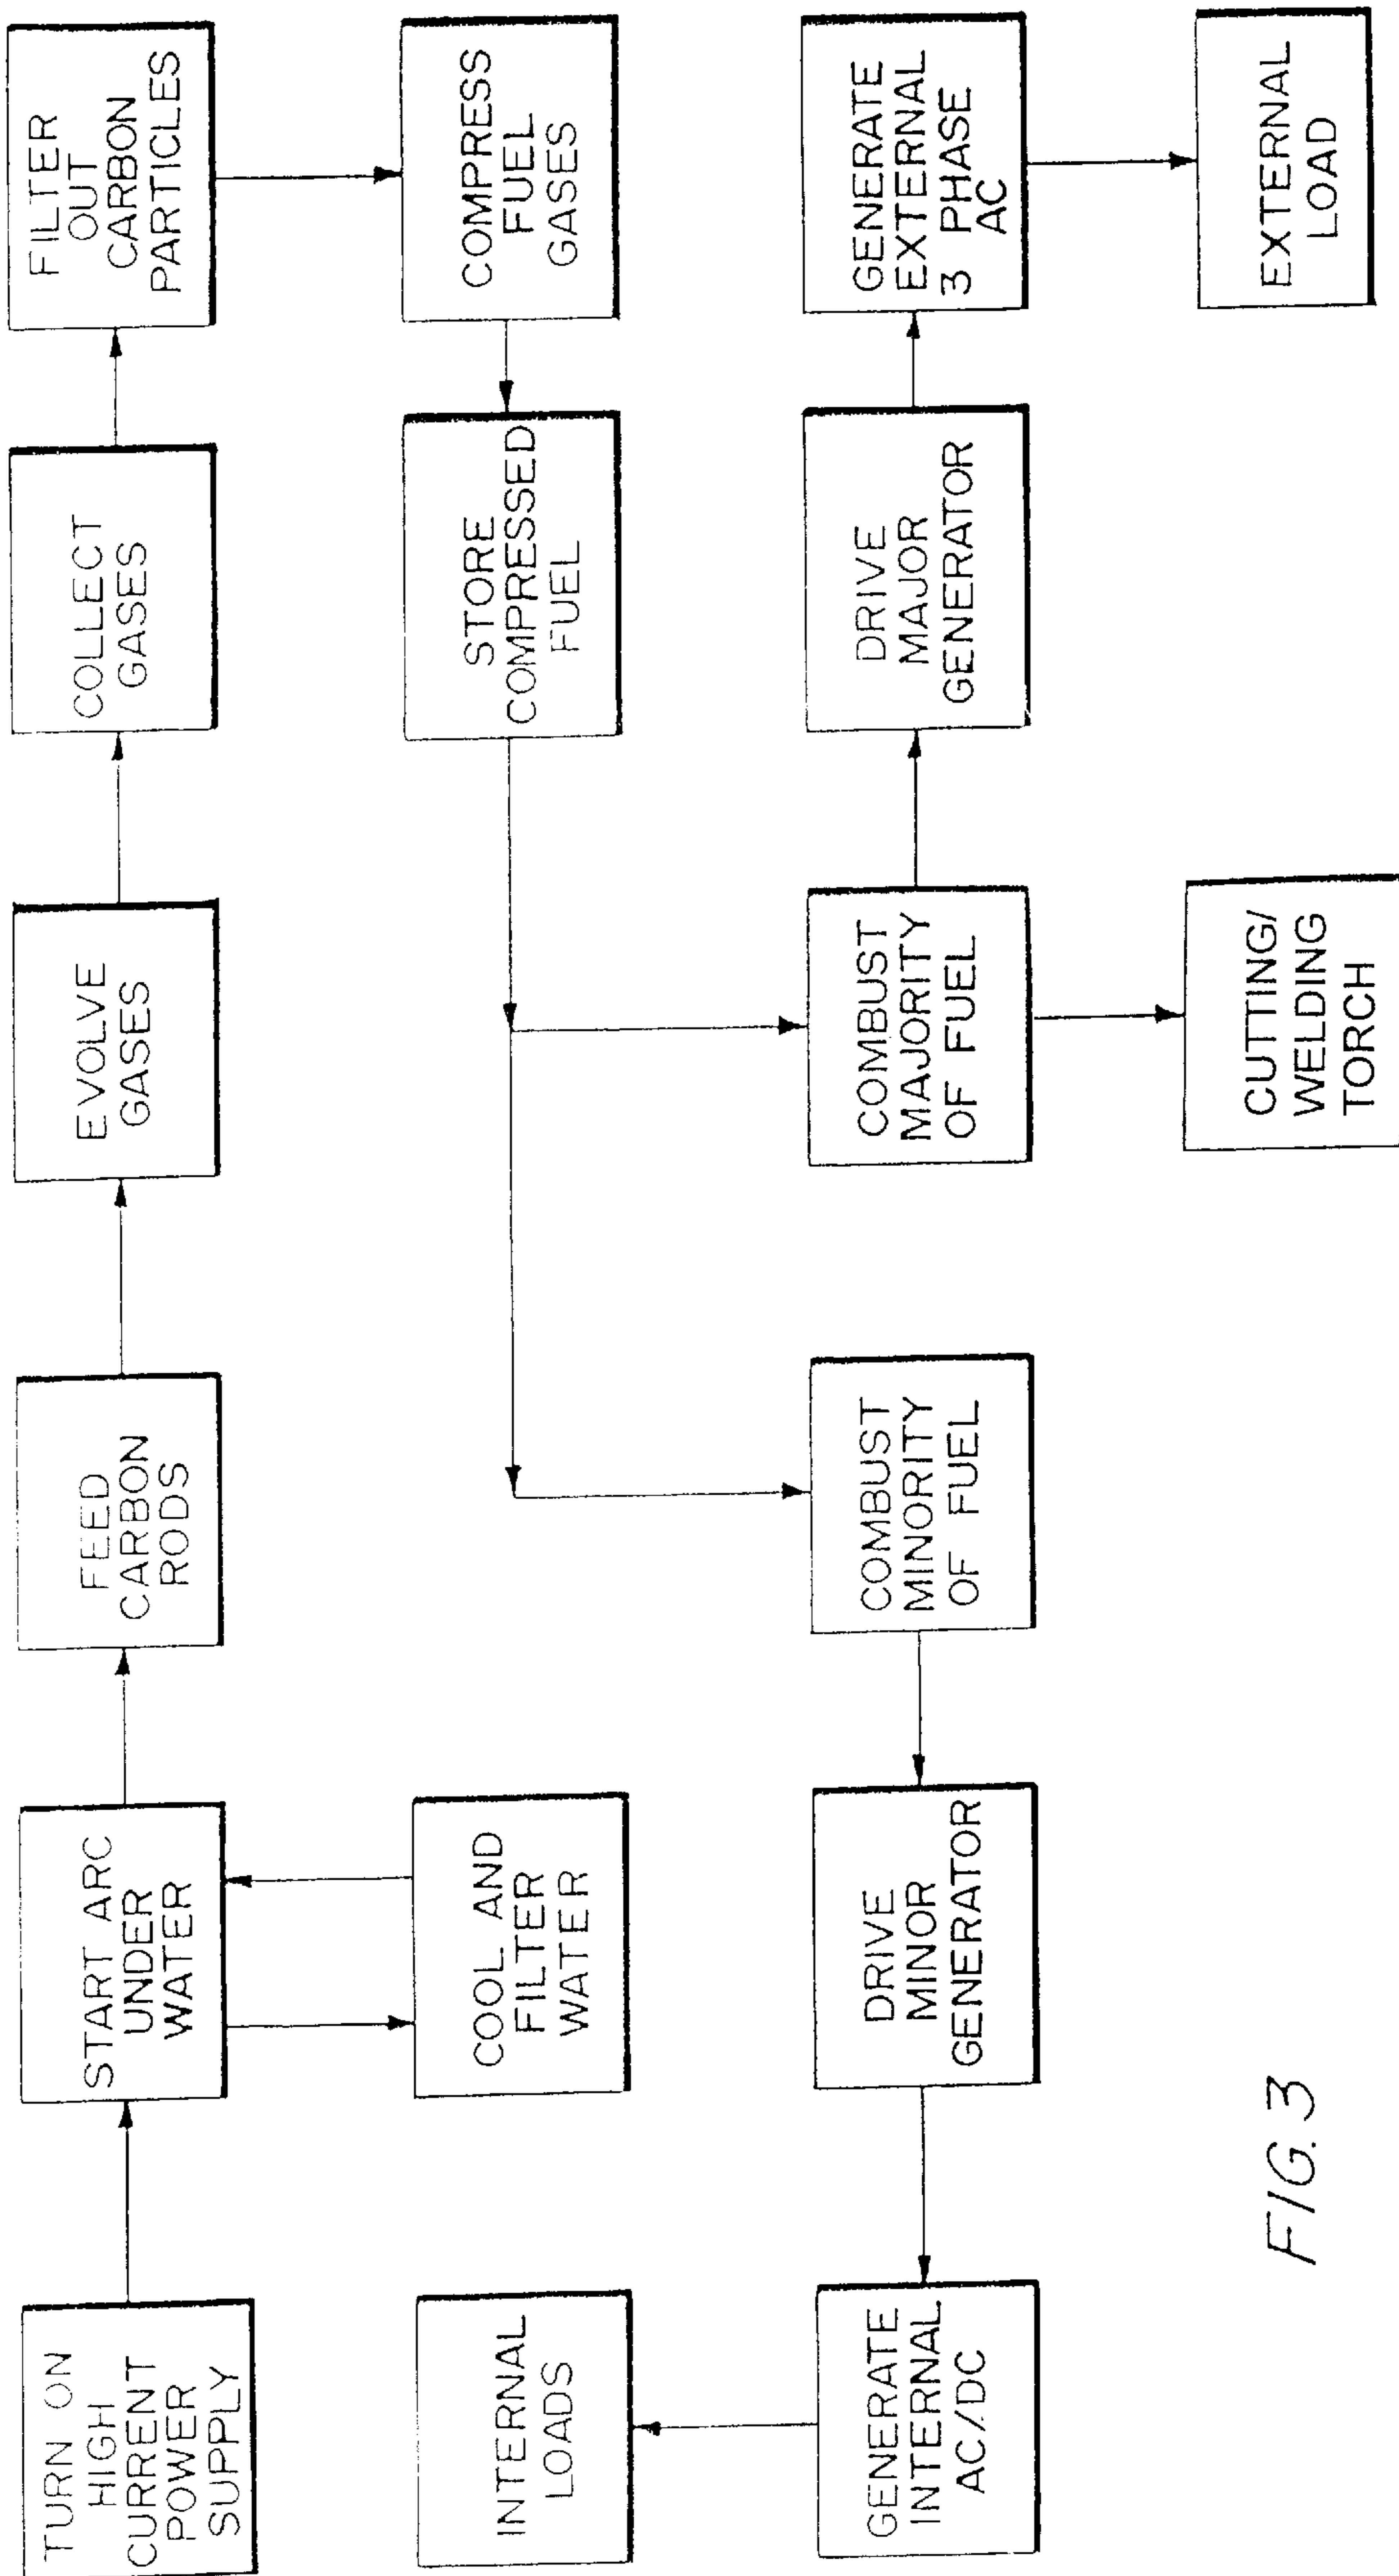 TURN ON
HIGH
CURRENT
POWER
SUPPLY
START ARC
UNDER
WATER
FEED
CARBON
RODS
EVOLVE
GASES
COLLECT
GASES
FILTER
OUT
CARBON
PARTICLES
COOL AND
FILTER
WATER
COMPRESS
FUEL
GASES
STORE
COMPRESSED
FUEL
INTERNAL
LOADS
GENERATE
INTERNAL
AC/DC
DRIVE
MINOR
GENERATOR
COMBUST
MINORITY
OF FUEL
COMBUST
MAJORITY
OF FUEL
DRIVE
MAJOR
GENERATOR
GENERATE
EXTERNAL
3 PHASE
AC
CUTTING/
WELDING
TORCH
EXTERNAL
LOAD
FIG. 3